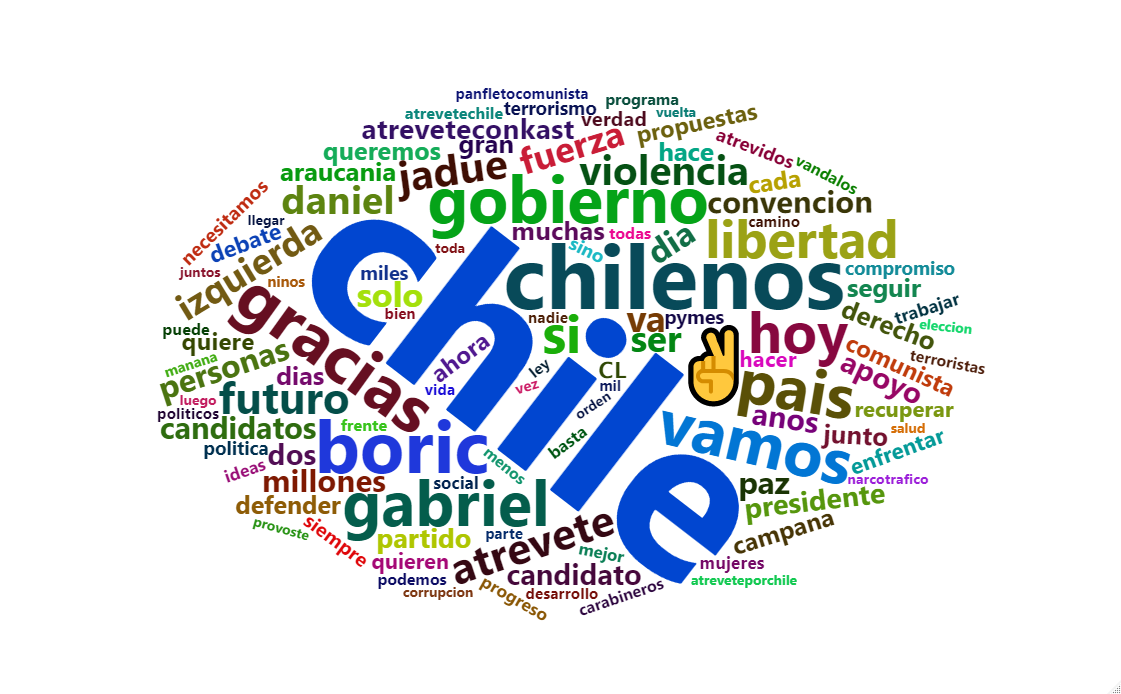 panfletocomunista
programa
atrevetechile
terrorismo
vuelta
verdad
propuestas
atreveteconkast
gran
fuerza
atrevidos
queremos
hace
vandalos
araucania
jadue
violencia
cada
necesitamos
daniel
gobierno
convencion
llegar
camino
debate
izquierda
muchas
todas
dia
libertad
toda
sino
juntos
ninos
miles
chile
chilenos
compromiso
solo
seguir
bien
gracias
nadie
va
pymes
trabajar
puede
quiere
si
ser
hoy
derecho
eleccion
manana
personas
ahora
ley
✌
hacer
comunista
terroristas
dias
vida
vez
CL
mil
pais
apoyo
luego
futuro
orden
recuperar
politicos
candidatos
frente
anos
salud
politica
boric
basta
vamos
junto
enfrentar
ideas
dos
menos
millones
social
paz
narcotrafico
defender
gabriel
presidente
provoste
siempre
partido
parte
atrevete
campana
quieren
mejor
mujeres
podemos
candidato
atreveteporchile
corrupcion
progreso
desarrollo
carabineros